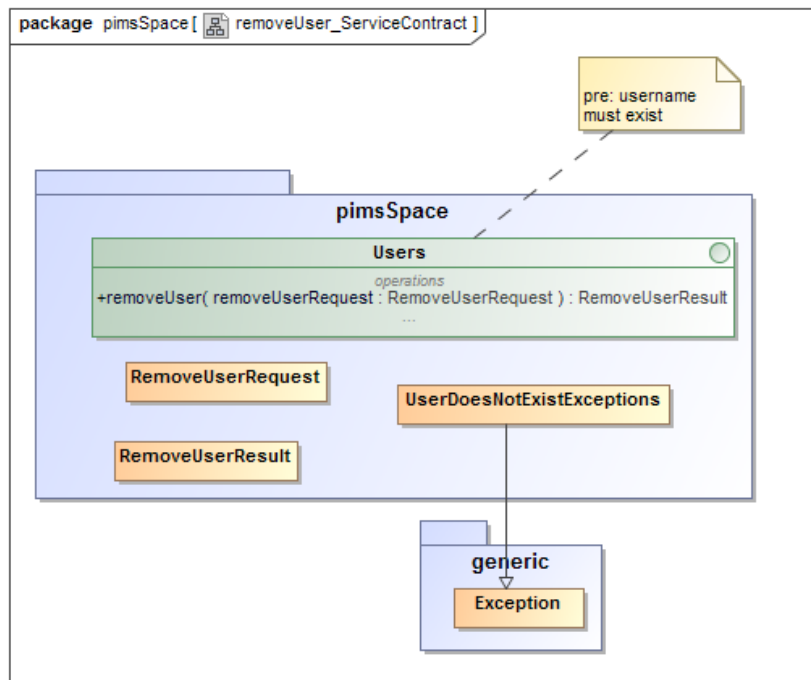 package pimsSpace [ removeUser_ServiceContract ]
pre: username
must exist
pimsSpace
Users
operations
+removeUser( removeUserRequest : RemoveUserRequest ) : RemoveUserResult
...
RemoveUserRequest
UserDoesNotExistExceptions
RemoveUserResult
generic
Exception